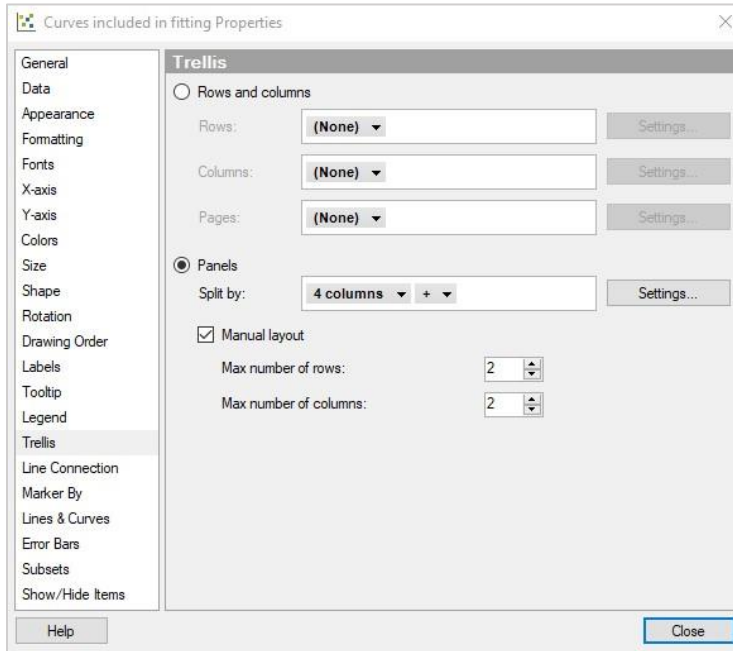 Curves included in fitting Properties
General
Data
Appearance
Formatting
Fonts
X-axis
Y-axis
Colors
Size
Shape
Rotation
Drawing Order
Labels
Tooltip
Legend
Trellis
Line Connection
Marker By
Lines & Curves
Error Bars
Subsets
Show/Hide Items
Trellis
Rows and columns
Rows: (None) Settings...
Columns: (None) Settings...
Pages: (None) Settings...
Panels
Split by: 4 columns + Settings...
Manual layout
Max number of rows: 2
Max number of columns: 2
Help Close